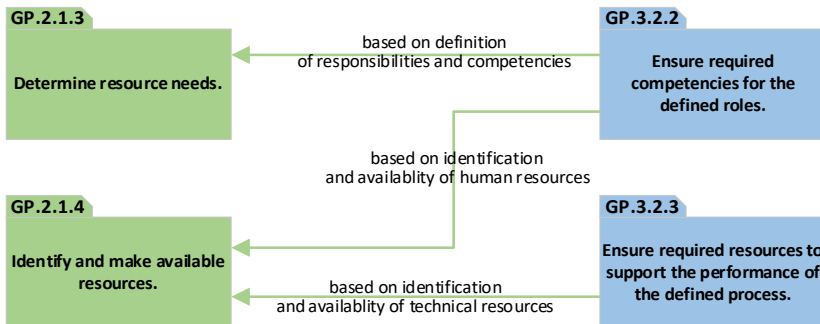 GP.2.1.3
Determine resource needs.
based on definition
of responsibilities and competencies
GP.3.2.2
Ensure required
competencies for the
defined roles.
based on identification
and availablity of human resources
GP.2.1.4
Identify and make available
resources.
based on identification
and availablity of technical resources
GP.3.2.3
Ensure required resources to
support the performance of
the defined process.